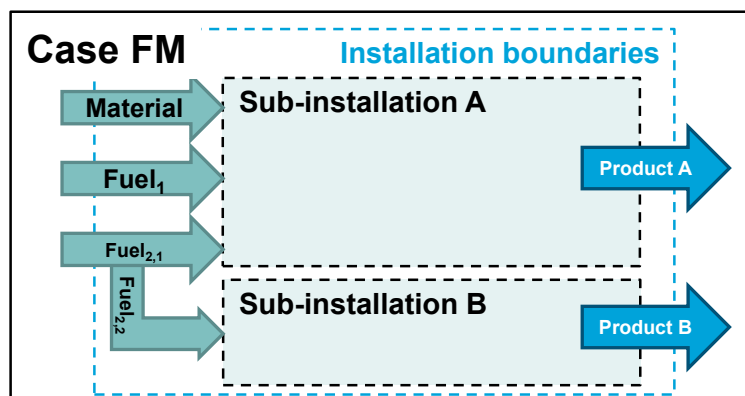 Case FM
Installation boundaries
Material
Sub-installation A
Fuel₁
Product A
Fuel₂,₁
Fuel₂,₂
Sub-installation B
Product B